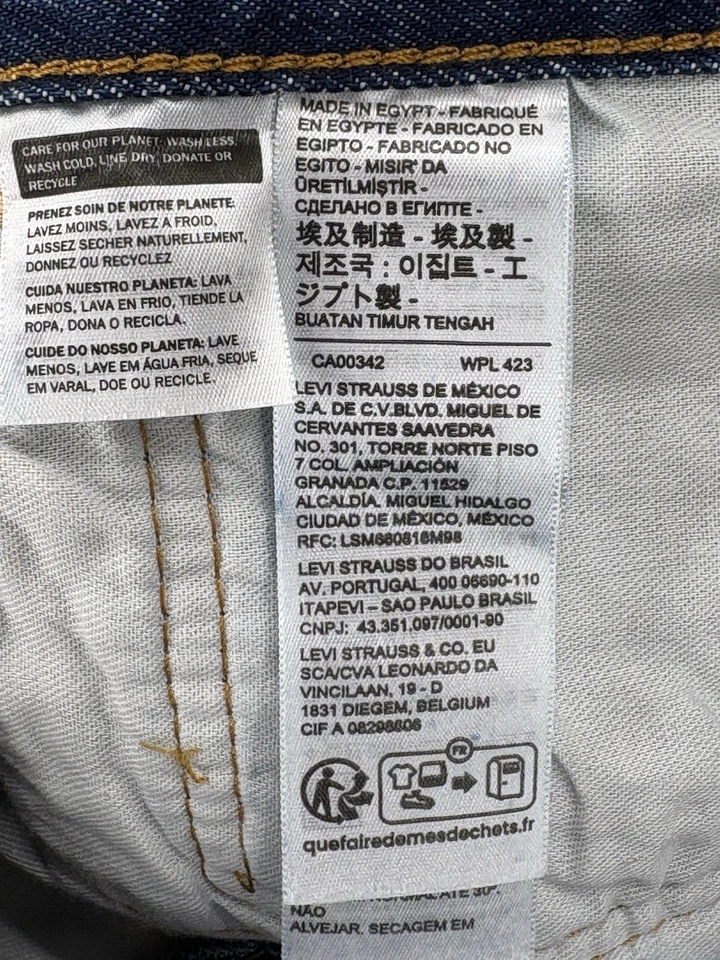 CARE FOR OUR PLANET: WASH LESS,
WASH COLD, LINE DRY, DONATE OR
RECYCLE
PRENEZ SOIN DE NOTRE PLANETE:
LAVEZ MOINS, LAVEZ A FROID,
LAISSEZ SECHER NATURELLEMENT,
DONNEZ OU RECYCLEZ
CUIDA NUESTRO PLANETA: LAVA
MENOS, LAVA EN FRIO, TIENDE LA
ROPA, DONA O RECICLA.
CUIDE DO NOSSO PLANETA: LAVE
MENOS, LAVE EM ÁGUA FRIA, SEQUE
EM VARAL, DOE OU RECICLE.
MADE IN EGYPT - FABRIQUÉ
EN EGYPTE - FABRICADO EN
EGIPTO - FABRICADO NO
EGITO - MISIR' DA
ÜRETİLMİŞTİR -
СДЕЛАНО В ЕГИПТЕ -
埃及制造 - 埃及製 -
제조국 : 이집트 - エ
ジプト製 -
BUATAN TIMUR TENGAH
CA00342 WPL 423
LEVI STRAUSS DE MÉXICO
S.A. DE C.V.BLVD. MIGUEL DE
CERVANTES SAAVEDRA
NO. 301, TORRE NORTE PISO
7 COL. AMPLIACIÓN
GRANADA C.P. 11529
ALCALDÍA. MIGUEL HIDALGO
CIUDAD DE MÉXICO, MÉXICO
RFC: LSM660816M98
LEVI STRAUSS DO BRASIL
AV. PORTUGAL, 400 06690-110
ITAPEVI – SAO PAULO BRASIL
CNPJ: 43.351.097/0001-90
LEVI STRAUSS & CO. EU
SCA/CVA LEONARDO DA
VINCILAAN, 19 - D
1831 DIEGEM, BELGIUM
CIF A 08298606
FR
quefairedemesdechets.fr
NORMAL ATE 30º.
NÃO
ALVEJAR. SECAGEM EM